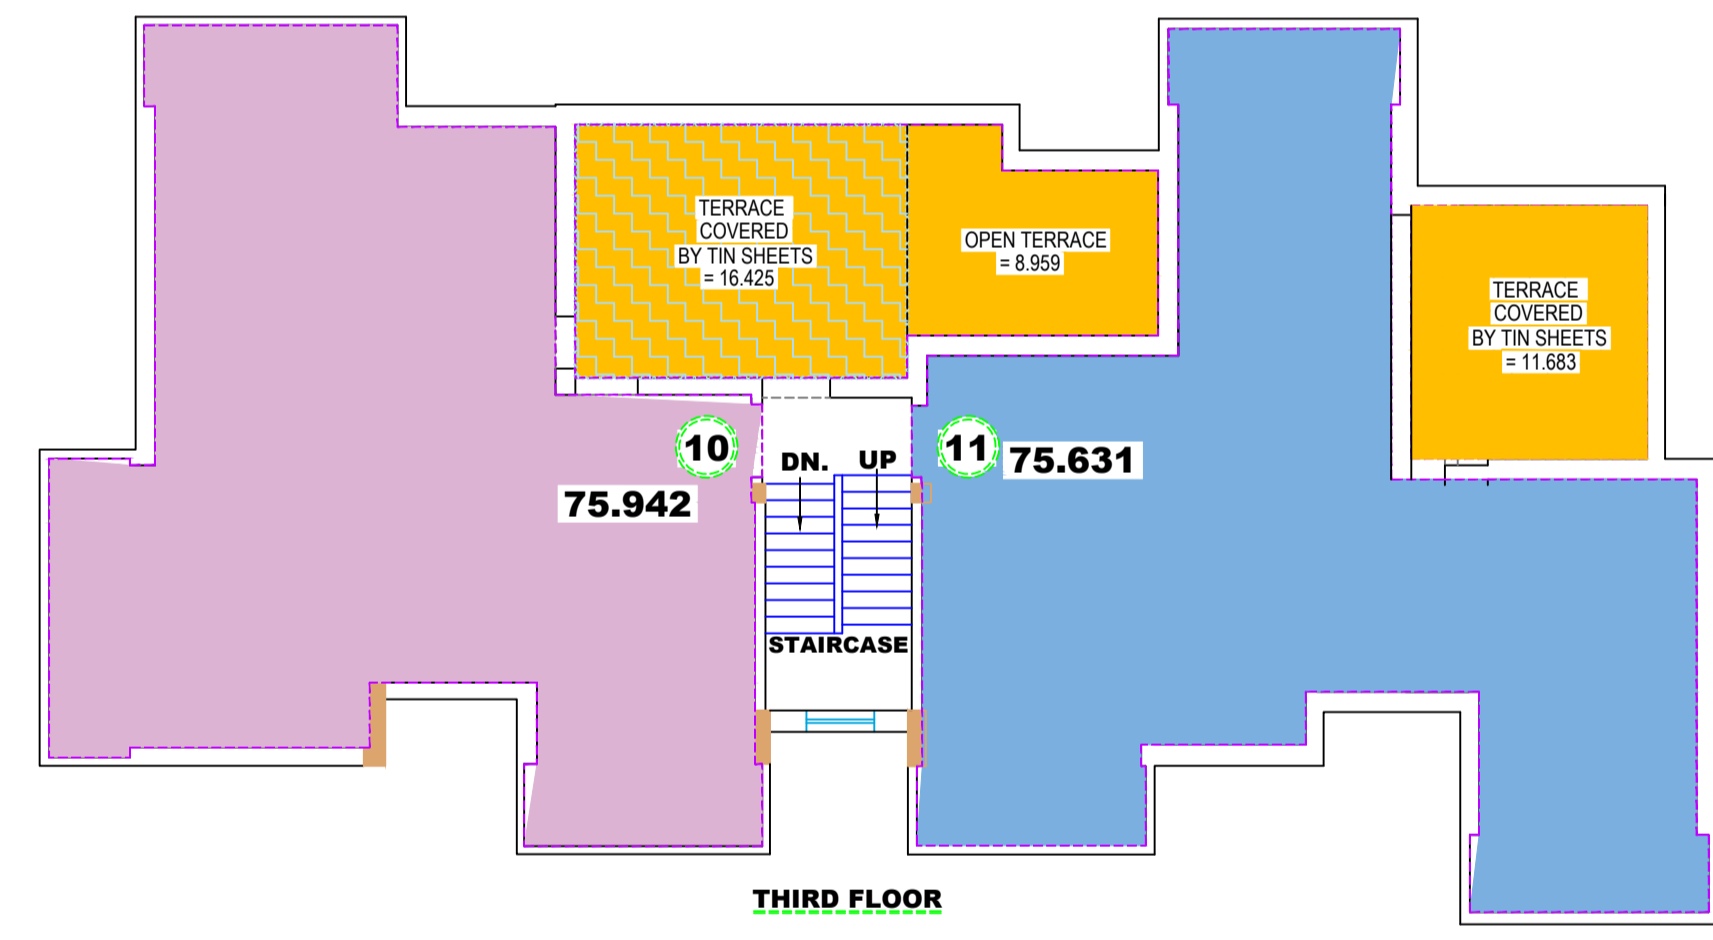 TERRACE
COVERED
BY TIN SHEETS
= 16.425
OPEN TERRACE
= 8.959
TERRACE
COVERED
BY TIN SHEETS
= 11.683
10
75.942
DN.
UP
11
75.631
STAIRCASE
THIRD FLOOR